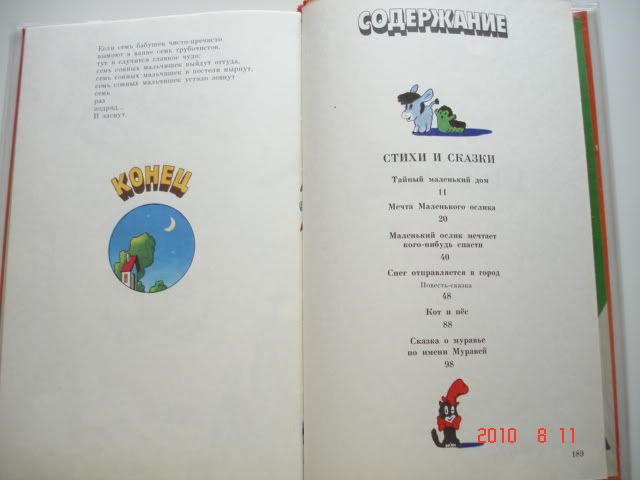 Если семь бабушек чисто-пречисто
вымоют в ванне семь трубочистов,
тут и случится главное чудо:
семь сонных мальчишек выйдут оттуда,
семь сонных мальчишек в постели нырнут,
семь сонных мальчишек устало зевнут
семь
раз
подряд...
И заснут.
КОНЕЦ
СОДЕРЖАНИЕ
СТИХИ И СКАЗКИ
Тайный маленький дом
11
Мечта Маленького ослика
20
Маленький ослик мечтает
кого-нибудь спасти
40
Снег отправляется в город
Повесть-сказка
48
Кот и пёс
88
Сказка о муравье
по имени Муравей
98
2010 8 11
189